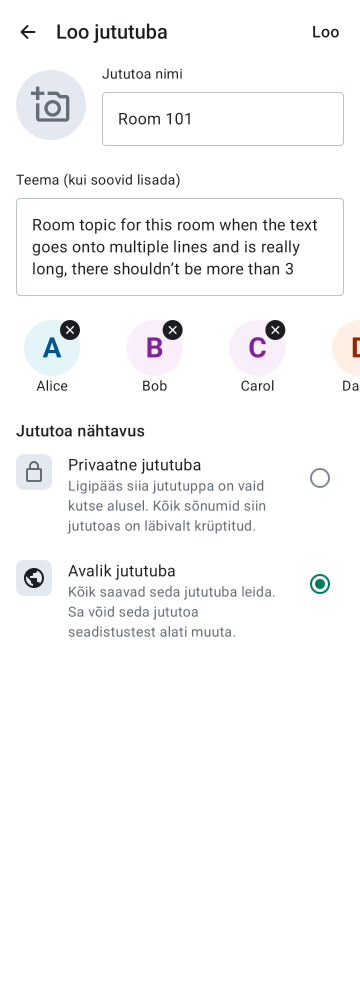 Loo jututuba
Loo
Jututoa nimi
Room 101
Teema (kui soovid lisada)
Room topic for this room when the text
goes onto multiple lines and is really
long, there shouldn’t be more than 3
A
B
C
Alice
Bob
Carol
Jututoa nähtavus
Privaatne jututuba
Ligipääs siia jututuppa on vaid
kutse alusel. Kõik sõnumid siin
jututoas on läbivalt krüptitud.
Avalik jututuba
Kõik saavad seda jututuba leida.
Sa võid seda jututoa
seadistustest alati muuta.